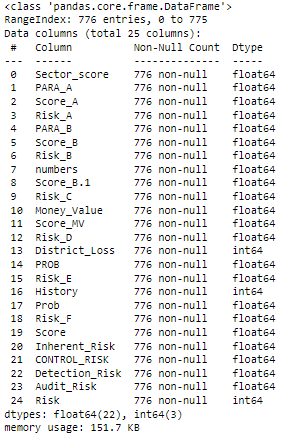 <class 'pandas.core.frame.DataFrame'>
RangeIndex: 776 entries, 0 to 775
Data columns (total 25 columns):
 #   Column          Non-Null Count  Dtype
---  ------          --------------  -----
 0   Sector_score    776 non-null    float64
 1   PARA_A          776 non-null    float64
 2   Score_A         776 non-null    float64
 3   Risk_A          776 non-null    float64
 4   PARA_B          776 non-null    float64
 5   Score_B         776 non-null    float64
 6   Risk_B          776 non-null    float64
 7   numbers         776 non-null    float64
 8   Score_B.1       776 non-null    float64
 9   Risk_C          776 non-null    float64
 10  Money_Value     776 non-null    float64
 11  Score_MV        776 non-null    float64
 12  Risk_D          776 non-null    float64
 13  District_Loss   776 non-null    int64
 14  PROB            776 non-null    float64
 15  Risk_E          776 non-null    float64
 16  History         776 non-null    int64
 17  Prob            776 non-null    float64
 18  Risk_F          776 non-null    float64
 19  Score           776 non-null    float64
 20  Inherent_Risk   776 non-null    float64
 21  CONTROL_RISK    776 non-null    float64
 22  Detection_Risk  776 non-null    float64
 23  Audit_Risk      776 non-null    float64
 24  Risk            776 non-null    int64
dtypes: float64(22), int64(3)
memory usage: 151.7 KB